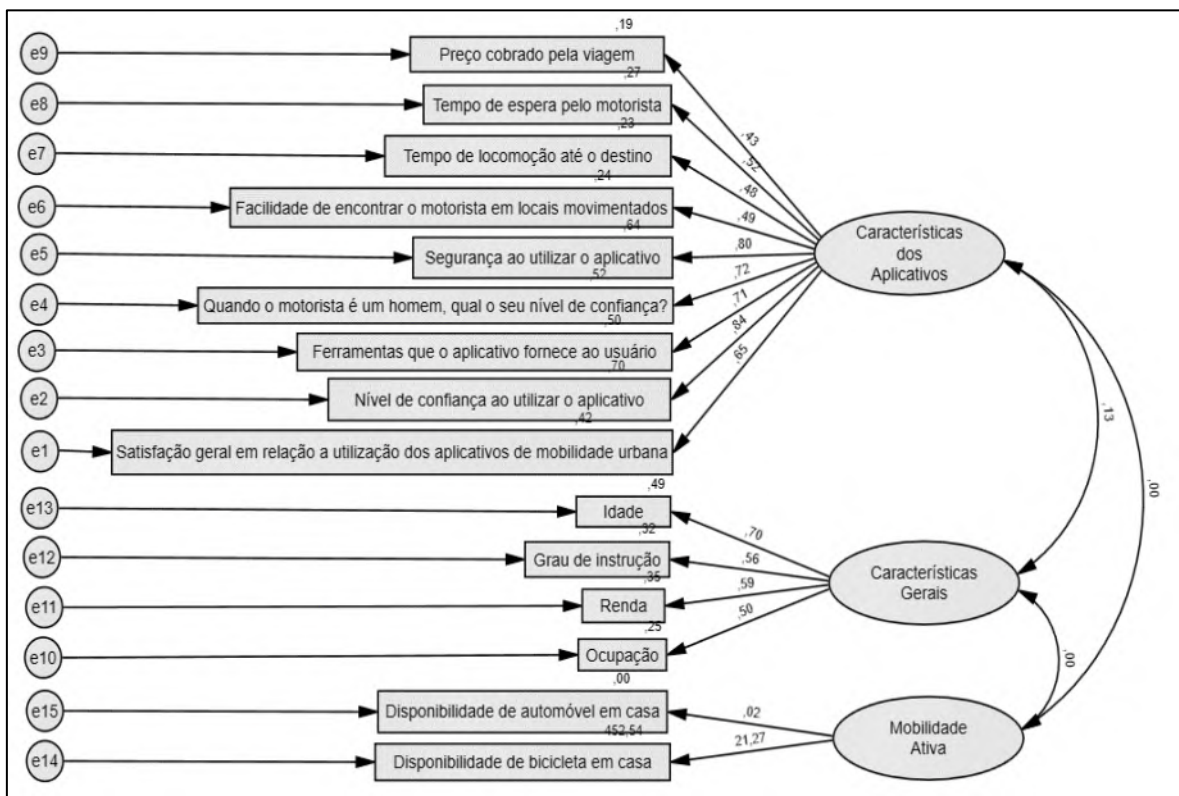 ,19
e9
Preço cobrado pela viagem
,43
,27
e8
Tempo de espera pelo motorista
,52
,23
e7
Tempo de locomoção até o destino
,48
,24
e6
Facilidade de encontrar o motorista em locais movimentados
,49
,64
e5
Segurança ao utilizar o aplicativo
,80
,52
e4
Quando o motorista é um homem, qual o seu nível de confiança?
,72
,50
e3
Ferramentas que o aplicativo fornece ao usuário
,71
,70
e2
Nível de confiança ao utilizar o aplicativo
,84
,42
e1
Satisfação geral em relação a utilização dos aplicativos de mobilidade urbana
,65
Características
dos
Aplicativos
,13
,00
,49
e13
Idade
,70
,32
e12
Grau de instrução
,56
,35
e11
Renda
,59
,25
e10
Ocupação
,50
Características
Gerais
,00
,00
e15
Disponibilidade de automóvel em casa
,02
452,54
e14
Disponibilidade de bicicleta em casa
21,27
Mobilidade
Ativa